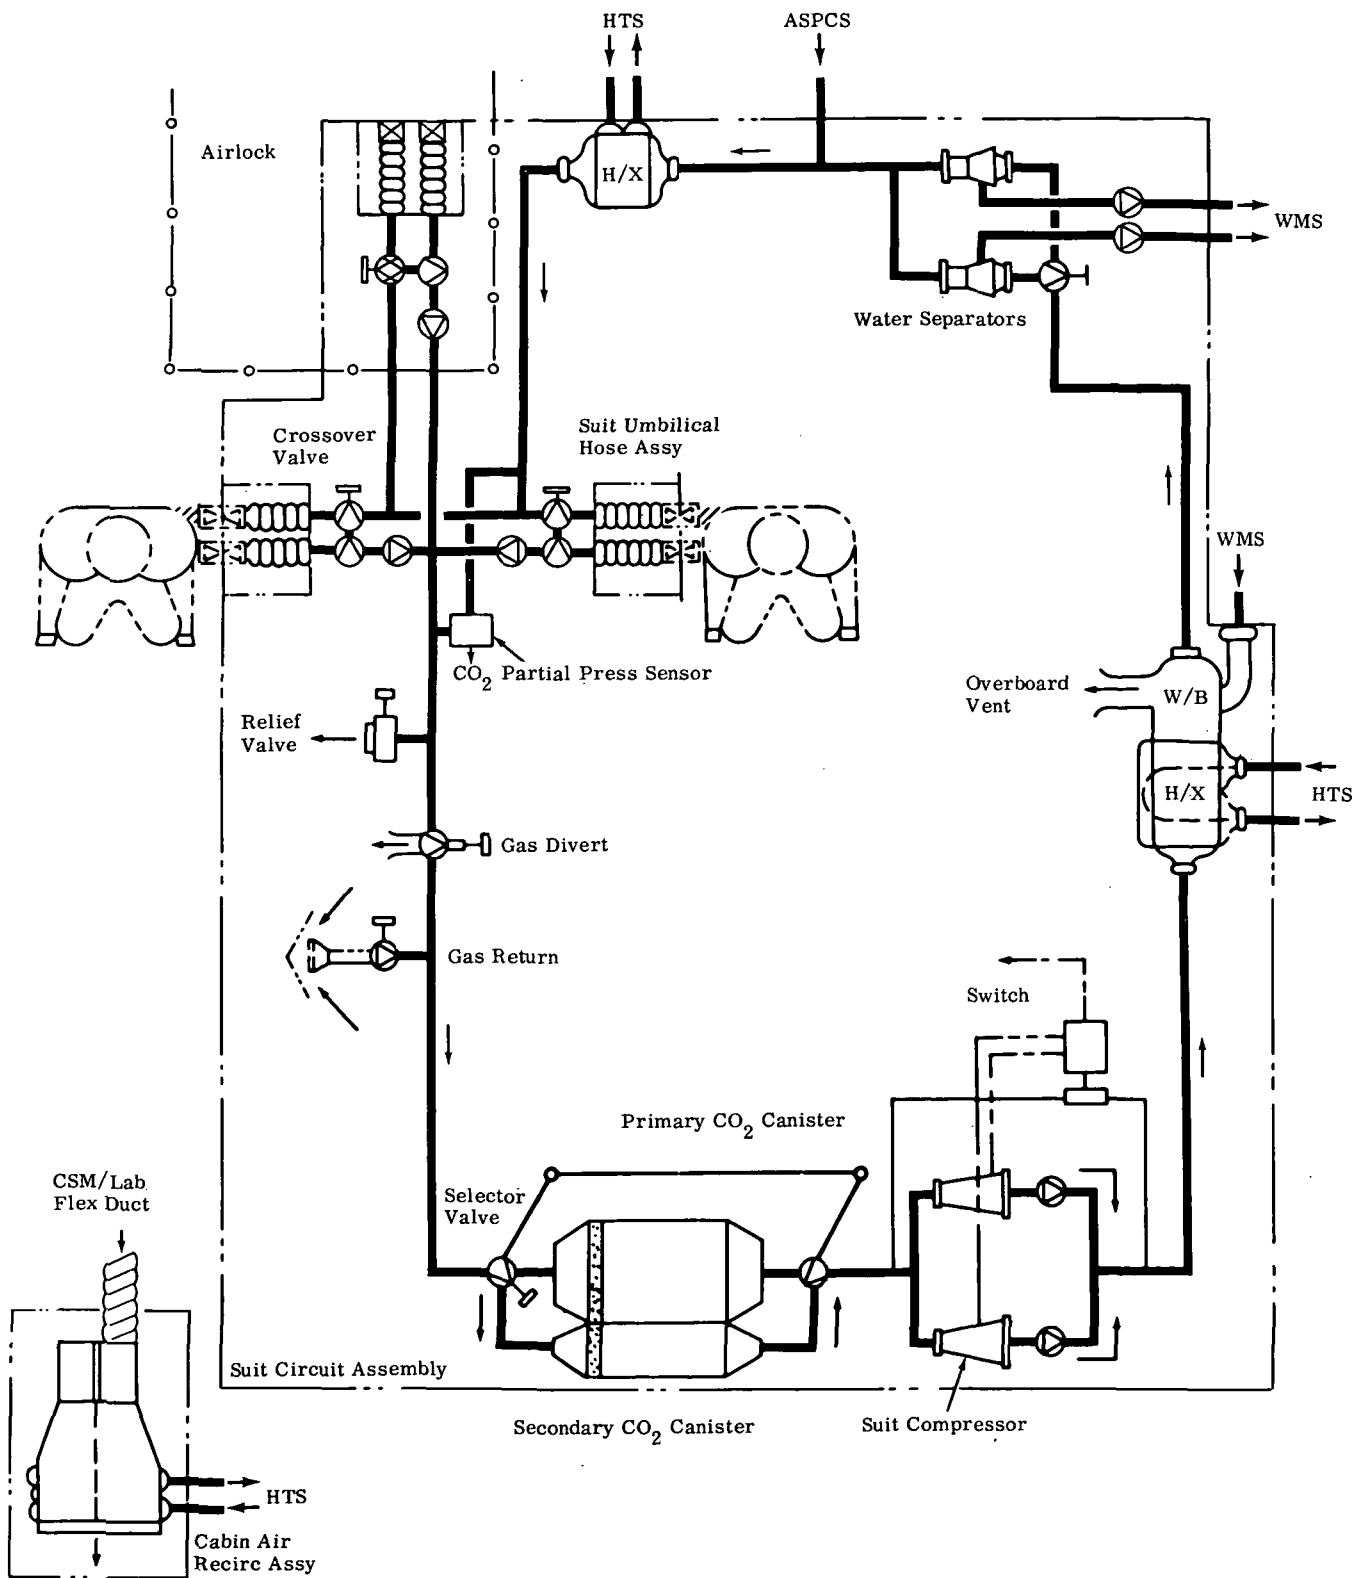 HTS
ASPCS
Airlock
H/X
WMS
Water Separators
Crossover
Valve
Suit Umbilical
Hose Assy
WMS
CO2 Partial Press Sensor
Overboard
Vent
W/B
Relief
Valve
H/X
HTS
Gas Divert
Gas Return
Switch
Primary CO2 Canister
CSM/Lab
Flex Duct
Selector
Valve
Suit Circuit Assembly
Secondary CO2 Canister
Suit Compressor
HTS
Cabin Air
Recirc Assy